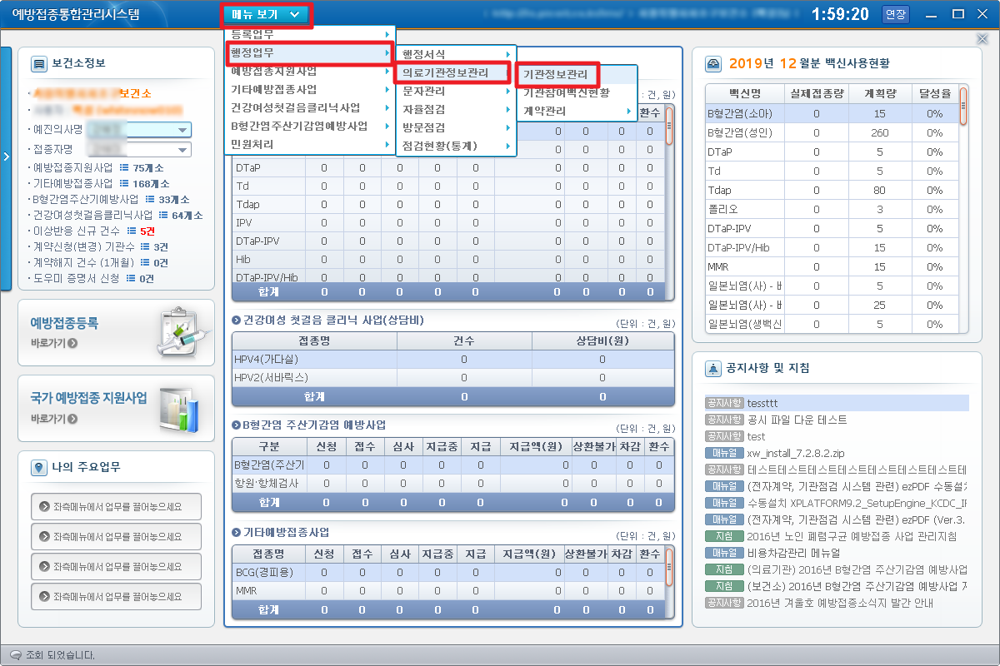 예방접종통합관리시스템
메뉴 보기
1:59:20 연장
보건소정보
보건소
예진의사명
접종자명
· 예방접종지원사업 75개소
· 기타예방접종사업 168개소
· B형간염주산기예방사업 33개소
· 건강여성첫걸음클리닉사업 64개소
· 이상반응 신규 건수 5건
· 계약신청(변경) 기관수 3건
· 계약해지 건수 (1개월) 0건
· 도우미 증명서 신청 0건
예방접종등록
바로가기
국가 예방접종 지원사업
바로가기
나의 주요업무
좌측메뉴에서 업무를 끌어놓으세요
좌측메뉴에서 업무를 끌어놓으세요
좌측메뉴에서 업무를 끌어놓으세요
좌측메뉴에서 업무를 끌어놓으세요
등록업무
행정업무
예방접종지원사업
기타예방접종사업
건강여성첫걸음클리닉사업
B형간염주산기감염예방사업
민원처리
행정서식
의료기관정보관리
문자관리
자율점검
방문점검
점검현황(통계)
기관정보관리
기관참여백신현황
계약관리
: 건, 원)
환수
0 0 0 0
0 0 0 0
DTaP 0 0 0 0 0 0 0 0 0
Td 0 0 0 0 0 0 0 0 0
Tdap 0 0 0 0 0 0 0 0 0
IPV 0 0 0 0 0 0 0 0 0
DTaP-IPV 0 0 0 0 0 0 0 0 0
Hib 0 0 0 0 0 0 0 0 0
DTaP-IPV/Hib 0 0 0 0 0 0 0 0 0
합계 0 0 0 0 0 0 0 0 0
건강여성 첫걸음 클리닉 사업(상담비) (단위 : 건, 원)
접종명 건수 상담비(원)
HPV4(가다실) 0 0
HPV2(서바릭스) 0 0
합계 0 0
B형간염 주산기감염 예방사업 (단위 : 건, 원)
구분 신청 접수 심사 지급중 지급 지급액(원) 상환불가 차감 환수
B형간염(주산기 0 0 0 0 0 0 0 0 0
항원·항체검사 0 0 0 0 0 0 0 0 0
합계 0 0 0 0 0 0 0 0 0
기타예방접종사업 (단위 : 건, 원)
접종명 신청 접수 심사 지급중 지급 지급액(원) 상환불가 차감 환수
BCG(경피용) 0 0 0 0 0 0 0 0 0
MMR 0 0 0 0 0 0 0 0 0
합계 0 0 0 0 0 0 0 0 0
2019년 12월분 백신사용현황
백신명 실제접종량 계획량 달성율
B형간염(소아) 0 15 0%
B형간염(성인) 0 260 0%
DTaP 0 5 0%
Td 0 5 0%
Tdap 0 80 0%
폴리오 0 3 0%
DTaP-IPV 0 5 0%
DTaP-IPV/Hib 0 15 0%
MMR 0 15 0%
일본뇌염(사) - 0 5 0%
일본뇌염(사) - 0 25 0%
일본뇌염(생백신 0 5 0%
공지사항 및 지침
공지사항 tessttt
공지사항 공시 파일 다운 테스트
공지사항 test
매뉴얼 xw_install_7.2.8.2.zip
공지사항 테스트테스트테스트테스트테스트테스트테스트
매뉴얼 (전자계약, 기관점검 시스템 관련) ezPDF 수동설치
매뉴얼 수동설치 XPLATFORM9.2_SetupEngine_KCDC_IF
매뉴얼 (전자계약, 기관점검 시스템 관련) ezPDF (Ver.3.
지침 2016년 노인 폐렴구균 예방접종 사업 관리지침
매뉴얼 비용차감관리 메뉴얼
지침 (의료기관) 2016년 B형간염 주산기감염 예방사업
지침 (보건소) 2016년 B형간염 주산기감염 예방사업 지
공지사항 2016년 겨울호 예방접종소식지 발간 안내
조회 되었습니다.